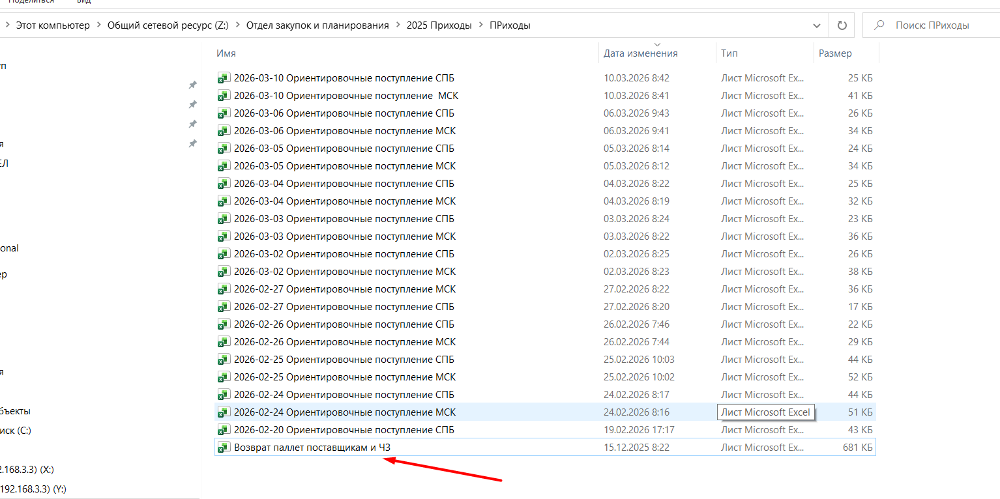 Поделиться Вид
Этот компьютер > Общий сетевой ресурс (Z:) > Отдел закупок и планирования > 2025 Приходы > ПРиходы
Поиск: ПРиходы
Имя Дата изменения Тип Размер
2026-03-10 Ориентировочные поступление СПБ 10.03.2026 8:42 Лист Microsoft Ex... 25 КБ
2026-03-10 Ориентировочные поступление  МСК 10.03.2026 8:41 Лист Microsoft Ex... 41 КБ
2026-03-06 Ориентировочные поступление СПБ 06.03.2026 9:43 Лист Microsoft Ex... 26 КБ
2026-03-06 Ориентировочные поступление МСК 06.03.2026 9:41 Лист Microsoft Ex... 34 КБ
2026-03-05 Ориентировочные поступление СПБ 05.03.2026 8:14 Лист Microsoft Ex... 24 КБ
2026-03-05 Ориентировочные поступление МСК 05.03.2026 8:12 Лист Microsoft Ex... 34 КБ
2026-03-04 Ориентировочные поступление СПБ 04.03.2026 8:22 Лист Microsoft Ex... 25 КБ
2026-03-04 Ориентировочные поступление МСК 04.03.2026 8:19 Лист Microsoft Ex... 32 КБ
2026-03-03 Ориентировочные поступление СПБ 03.03.2026 8:24 Лист Microsoft Ex... 23 КБ
2026-03-03 Ориентировочные поступление МСК 03.03.2026 8:22 Лист Microsoft Ex... 36 КБ
2026-03-02 Ориентировочные поступление СПБ 02.03.2026 8:25 Лист Microsoft Ex... 26 КБ
2026-03-02 Ориентировочные поступление МСК 02.03.2026 8:23 Лист Microsoft Ex... 38 КБ
2026-02-27 Ориентировочные поступление МСК 27.02.2026 8:22 Лист Microsoft Ex... 36 КБ
2026-02-27 Ориентировочные поступление СПБ 27.02.2026 8:20 Лист Microsoft Ex... 17 КБ
2026-02-26 Ориентировочные поступление СПБ 26.02.2026 7:46 Лист Microsoft Ex... 22 КБ
2026-02-26 Ориентировочные поступление МСК 26.02.2026 7:44 Лист Microsoft Ex... 29 КБ
2026-02-25 Ориентировочные поступление СПБ 25.02.2026 10:03 Лист Microsoft Ex... 44 КБ
2026-02-25 Ориентировочные поступление МСК 25.02.2026 10:02 Лист Microsoft Ex... 52 КБ
2026-02-24 Ориентировочные поступление СПБ 24.02.2026 8:17 Лист Microsoft Ex... 44 КБ
2026-02-24 Ориентировочные поступление МСК 24.02.2026 8:16 Лист Microsoft Excel 51 КБ
2026-02-20 Ориентировочные поступление СПБ 19.02.2026 17:17 Лист Microsoft Ex... 43 КБ
Возврат паллет поставщикам и ЧЗ 15.12.2025 8:22 Лист Microsoft Ex... 681 КБ
уп
я
ЕЛ
onal
ер
я
бъекты
иск (C:)
2.168.3.3) (X:)
192.168.3.3) (Y:)